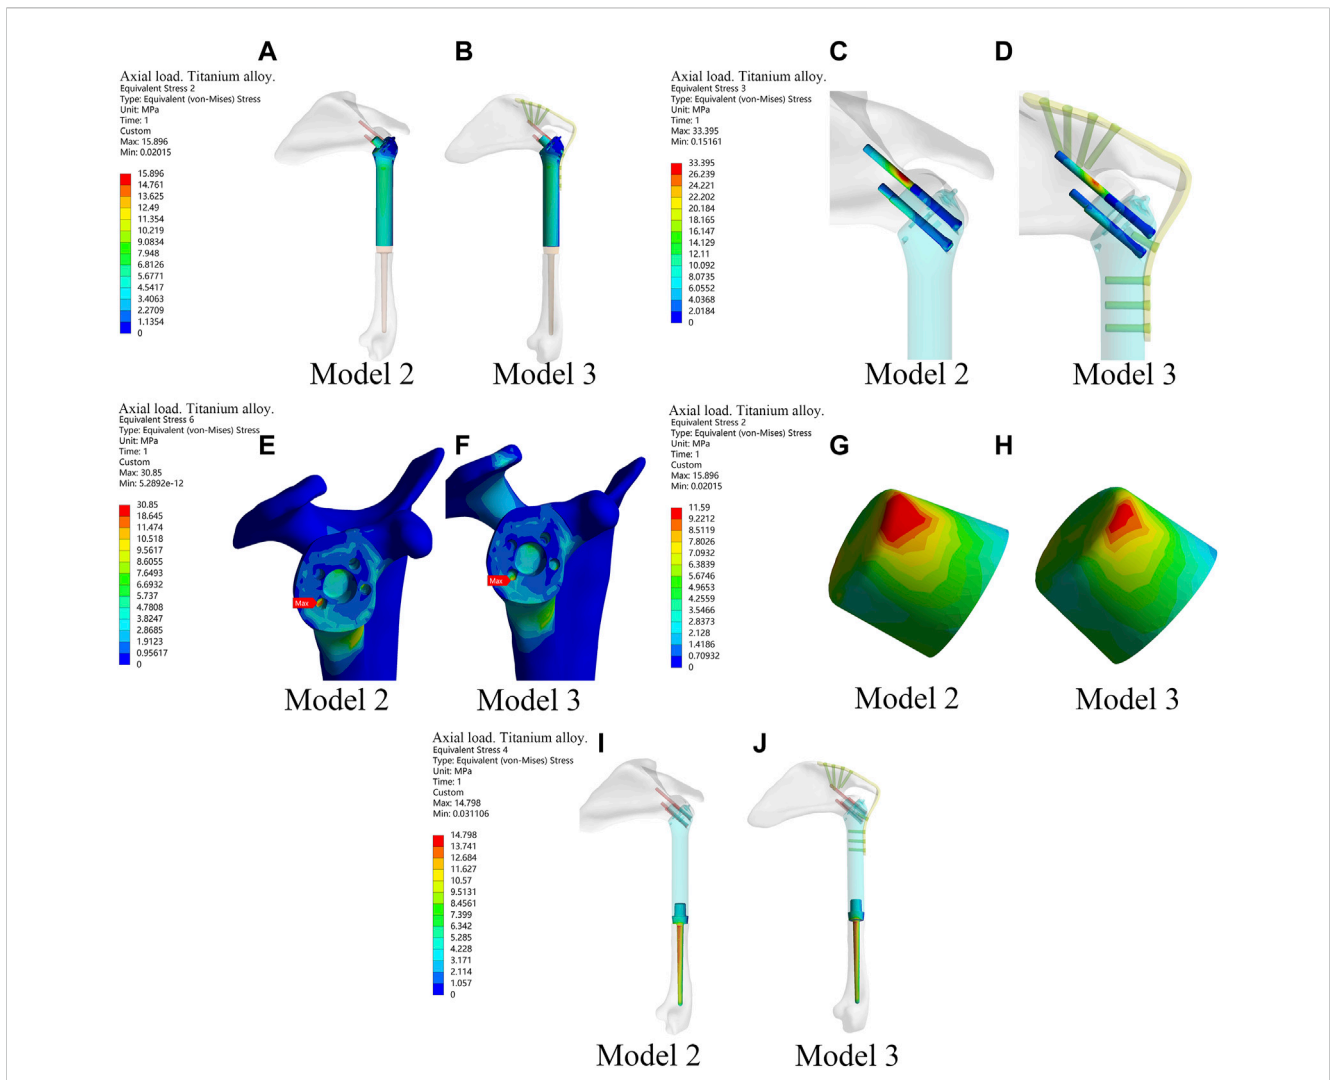 A
B
Axial load. Titanium alloy.
Equivalent Stress 2
Type: Equivalent (von-Mises) Stress
Unit: MPa
Time: 1
Custom
Max: 15.896
Min: 0.02015
15.896
14.761
13.625
12.49
11.354
10.219
9.0834
7.948
6.8126
5.6771
4.5417
3.4063
2.2709
1.1354
0
Model 2
Model 3
C
D
Axial load. Titanium alloy.
Equivalent Stress 3
Type: Equivalent (von-Mises) Stress
Unit: MPa
Time: 1
Custom
Max: 33.395
Min: 0.15161
33.395
26.239
24.221
22.202
20.184
18.165
16.147
14.129
12.11
10.092
8.0735
6.0552
4.0368
2.0184
0
Model 2
Model 3
Axial load. Titanium alloy.
Equivalent Stress 6
Type: Equivalent (von-Mises) Stress
Unit: MPa
Time: 1
Custom
Max: 30.85
Min: 5.2892e-12
E
F
30.85
18.645
11.474
10.518
9.5617
8.6055
7.6493
6.6932
5.737
4.7808
3.8247
2.8685
1.9123
0.95617
0
Max
Max
Model 2
Model 3
Axial load. Titanium alloy.
Equivalent Stress 2
Type: Equivalent (von-Mises) Stress
Unit: MPa
Time: 1
Custom
Max: 15.896
Min: 0.02015
G
H
11.59
9.2212
8.5119
7.8026
7.0932
6.3839
5.6746
4.9653
4.2559
3.5466
2.8373
2.128
1.4186
0.70932
0
Model 2
Model 3
Axial load. Titanium alloy.
Equivalent Stress 4
Type: Equivalent (von-Mises) Stress
Unit: MPa
Time: 1
Custom
Max: 14.798
Min: 0.031106
I
J
14.798
13.741
12.684
11.627
10.57
9.5131
8.4561
7.399
6.342
5.285
4.228
3.171
2.114
1.057
0
Model 2
Model 3